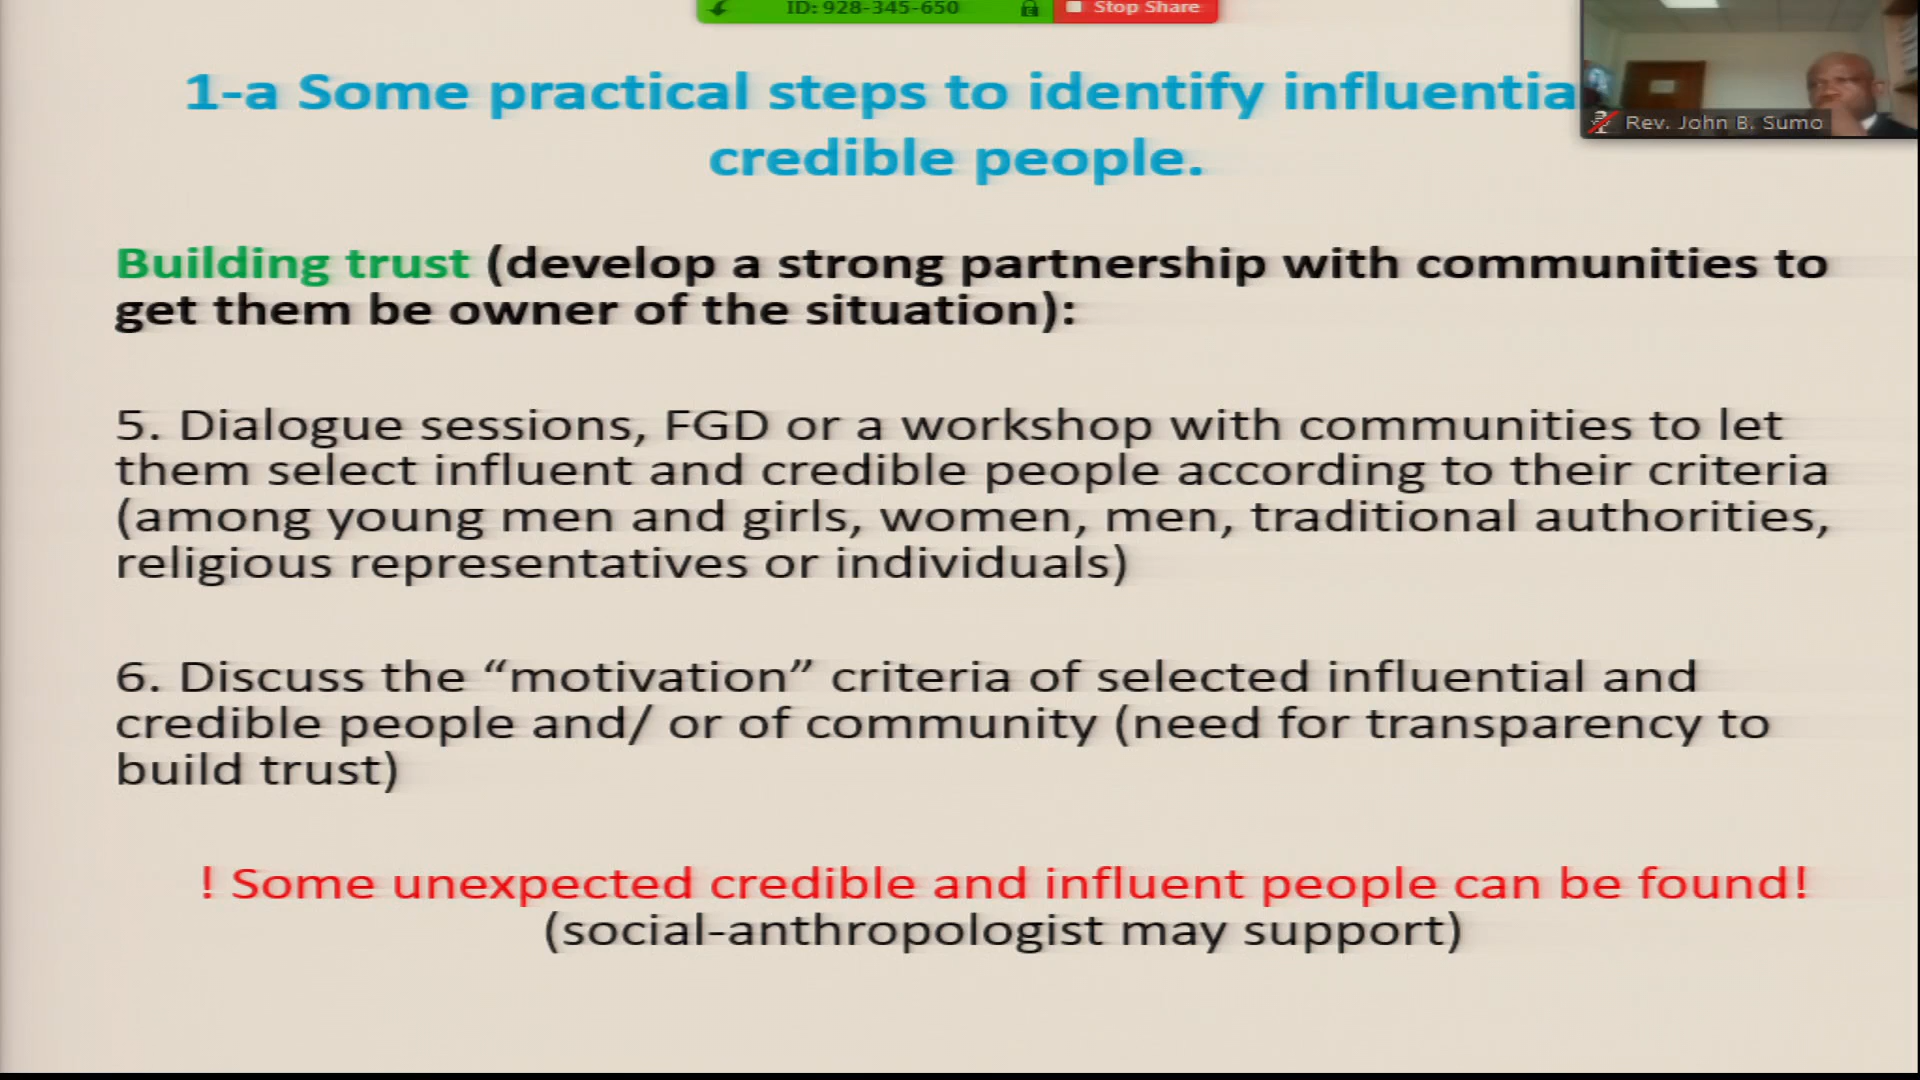 ID: 928-345-650
Stop Share
1-a Some practical steps to identify influentia
credible people.
Rev. John B. Sumo
Building trust (develop a strong partnership with communities to
get them be owner of the situation):
5. Dialogue sessions, FGD or a workshop with communities to let
them select influent and credible people according to their criteria
(among young men and girls, women, men, traditional authorities,
religious representatives or individuals)
6. Discuss the “motivation” criteria of selected influential and
credible people and/ or of community (need for transparency to
build trust)
! Some unexpected credible and influent people can be found!
(social-anthropologist may support)